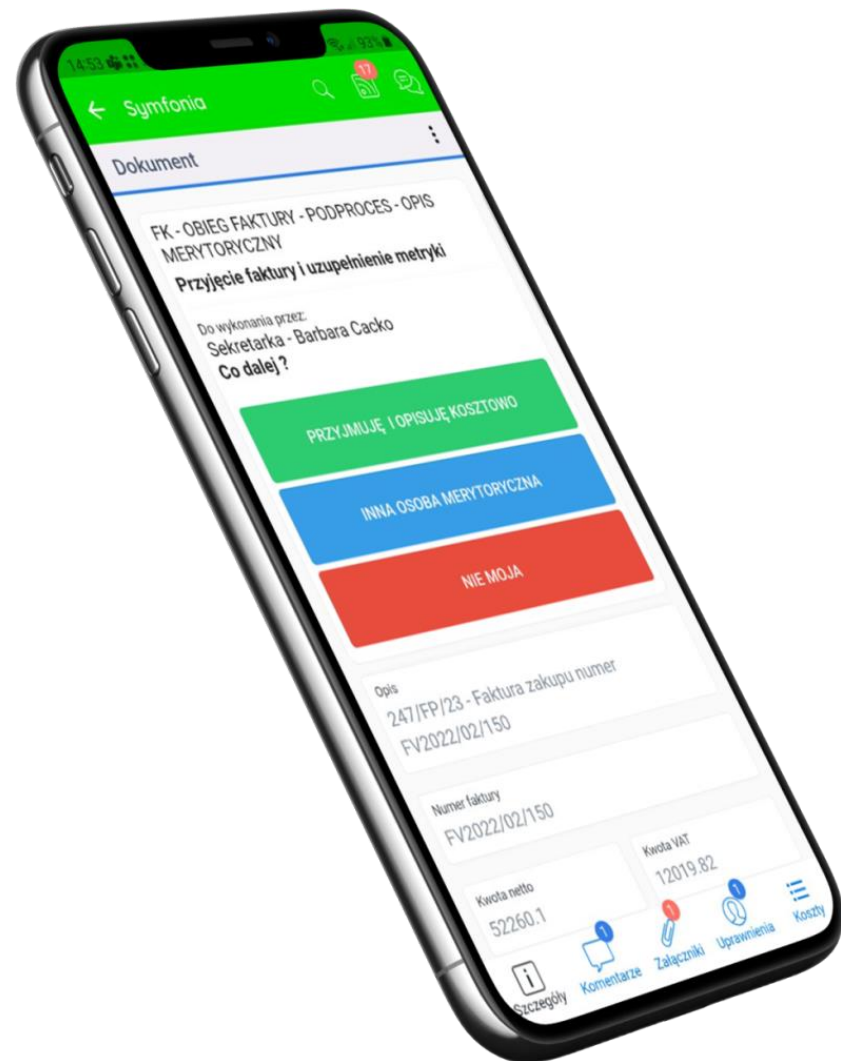 14:53
93%
Symfonia
17
Dokument
FK - OBIEG FAKTURY - PODPROCES - OPIS
MERYTORYCZNY
Przyjęcie faktury i uzupełnienie metryki
Do wykonania przez:
Sekretarka - Barbara Cacko
Co dalej ?
PRZYJMUJĘ I OPISUJĘ KOSZTOWO
INNA OSOBA MERYTORYCZNA
NIE MOJA
Opis
247/FP/23 - Faktura zakupu numer
FV2022/02/150
Numer faktury
FV2022/02/150
Kwota netto
52260.1
Kwota VAT
12019.82
1
1
1
Szczegóły
Komentarze
Załączniki
Uprawnienia
Koszty